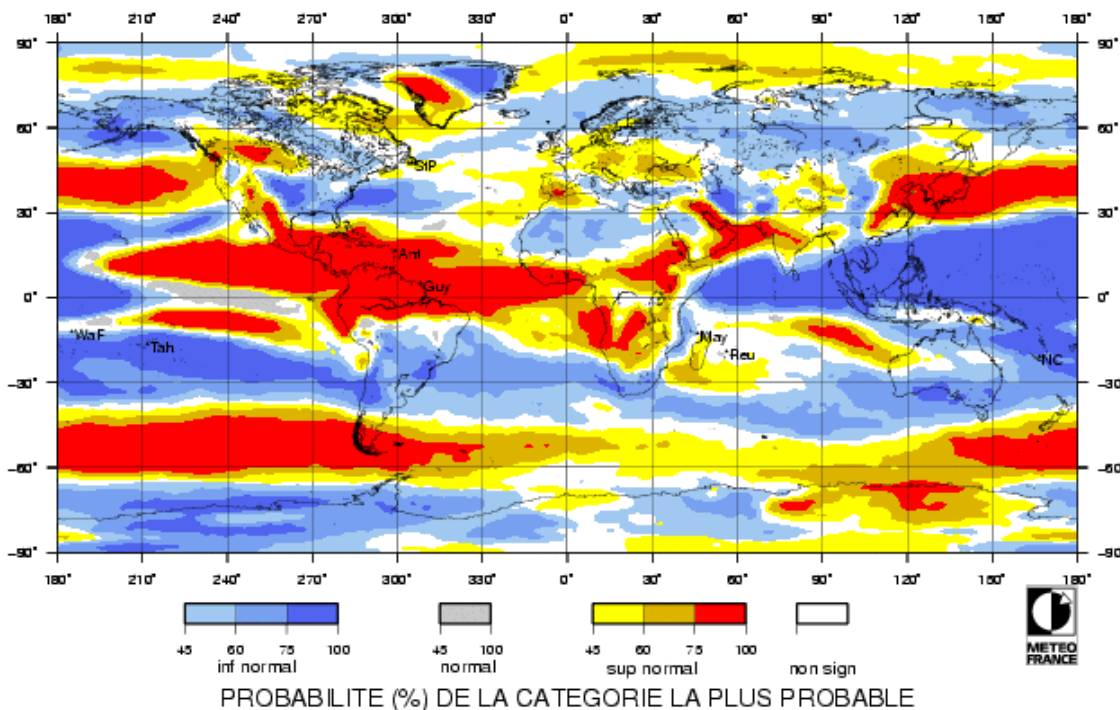 180° 210° 240° 270° 300° 330° 0° 30° 60° 90° 120° 150° 180°
90° 90°
60° 60°
StP
30° 30°
Ant
Guy
0° 0°
WaF May
Tah Reu NC
-30° -30°
-60° -60°
-90° -90
180° 210° 240° 270° 300° 330° 0° 30° 60° 90° 120° 150° 180°
45 60 75 100 45 100 45 60 75 100
inf normal normal sup normal non sign
METEO
FRANCE
PROBABILITE (%) DE LA CATEGORIE LA PLUS PROBABLE